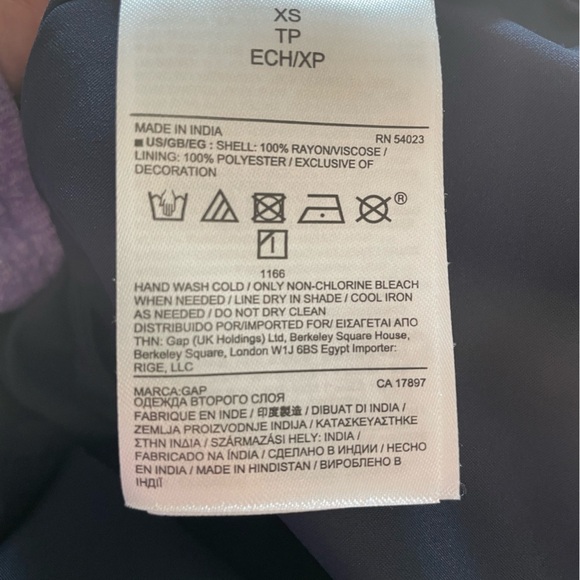 XS
TP
ECH/XP
MADE IN INDIA
RN 54023
US/GB/EG : SHELL: 100% RAYON/VISCOSE /
LINING: 100% POLYESTER / EXCLUSIVE OF
DECORATION
®
1166
HAND WASH COLD / ONLY NON-CHLORINE BLEACH
WHEN NEEDED / LINE DRY IN SHADE / COOL IRON
AS NEEDED / DO NOT DRY CLEAN
DISTRIBUIDO POR/IMPORTED FOR/ ΕΙΣΑΓΕΤΑΙ ΑΠΟ
ΤΗΝ: Gap (UK Holdings) Ltd, Berkeley Square House,
Berkeley Square, London W1J 6BS Egypt Importer:
RIGE, LLC
MARCA:GAP
CA 17897
ОДЕЖДА ВТОРОГО СЛОЯ
FABRIQUE EN INDE / 印度製造 / DIBUAT DI INDIA /
ZEMLJA PROIZVODNJE INDIJA / ΚΑΤΑΣΚΕΥΑΣΤΗΚΕ
ΣΤΗΝ ΙΝΔΙΑ / SZÁRMAZÁSI HELY: INDIA /
FABRICADO NA ÍNDIA / СДЕЛАНО В ИНДИИ / HECHO
EN INDIA / MADE IN HINDISTAN / ВИРОБЛЕНО В
ІНДІЇ